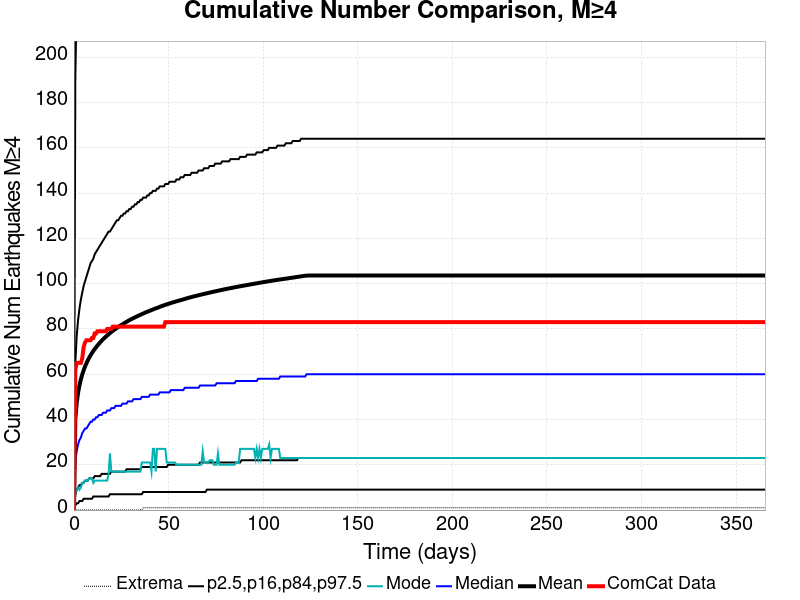 Cumulative Number Comparison, M≥4
Cumulative Num Earthquakes M≥4
200
180
160
140
120
100
80
60
40
20
0
0 50 100 150 200 250 300 350
Time (days)
Extrema p2.5,p16,p84,p97.5 Mode Median Mean ComCat Data